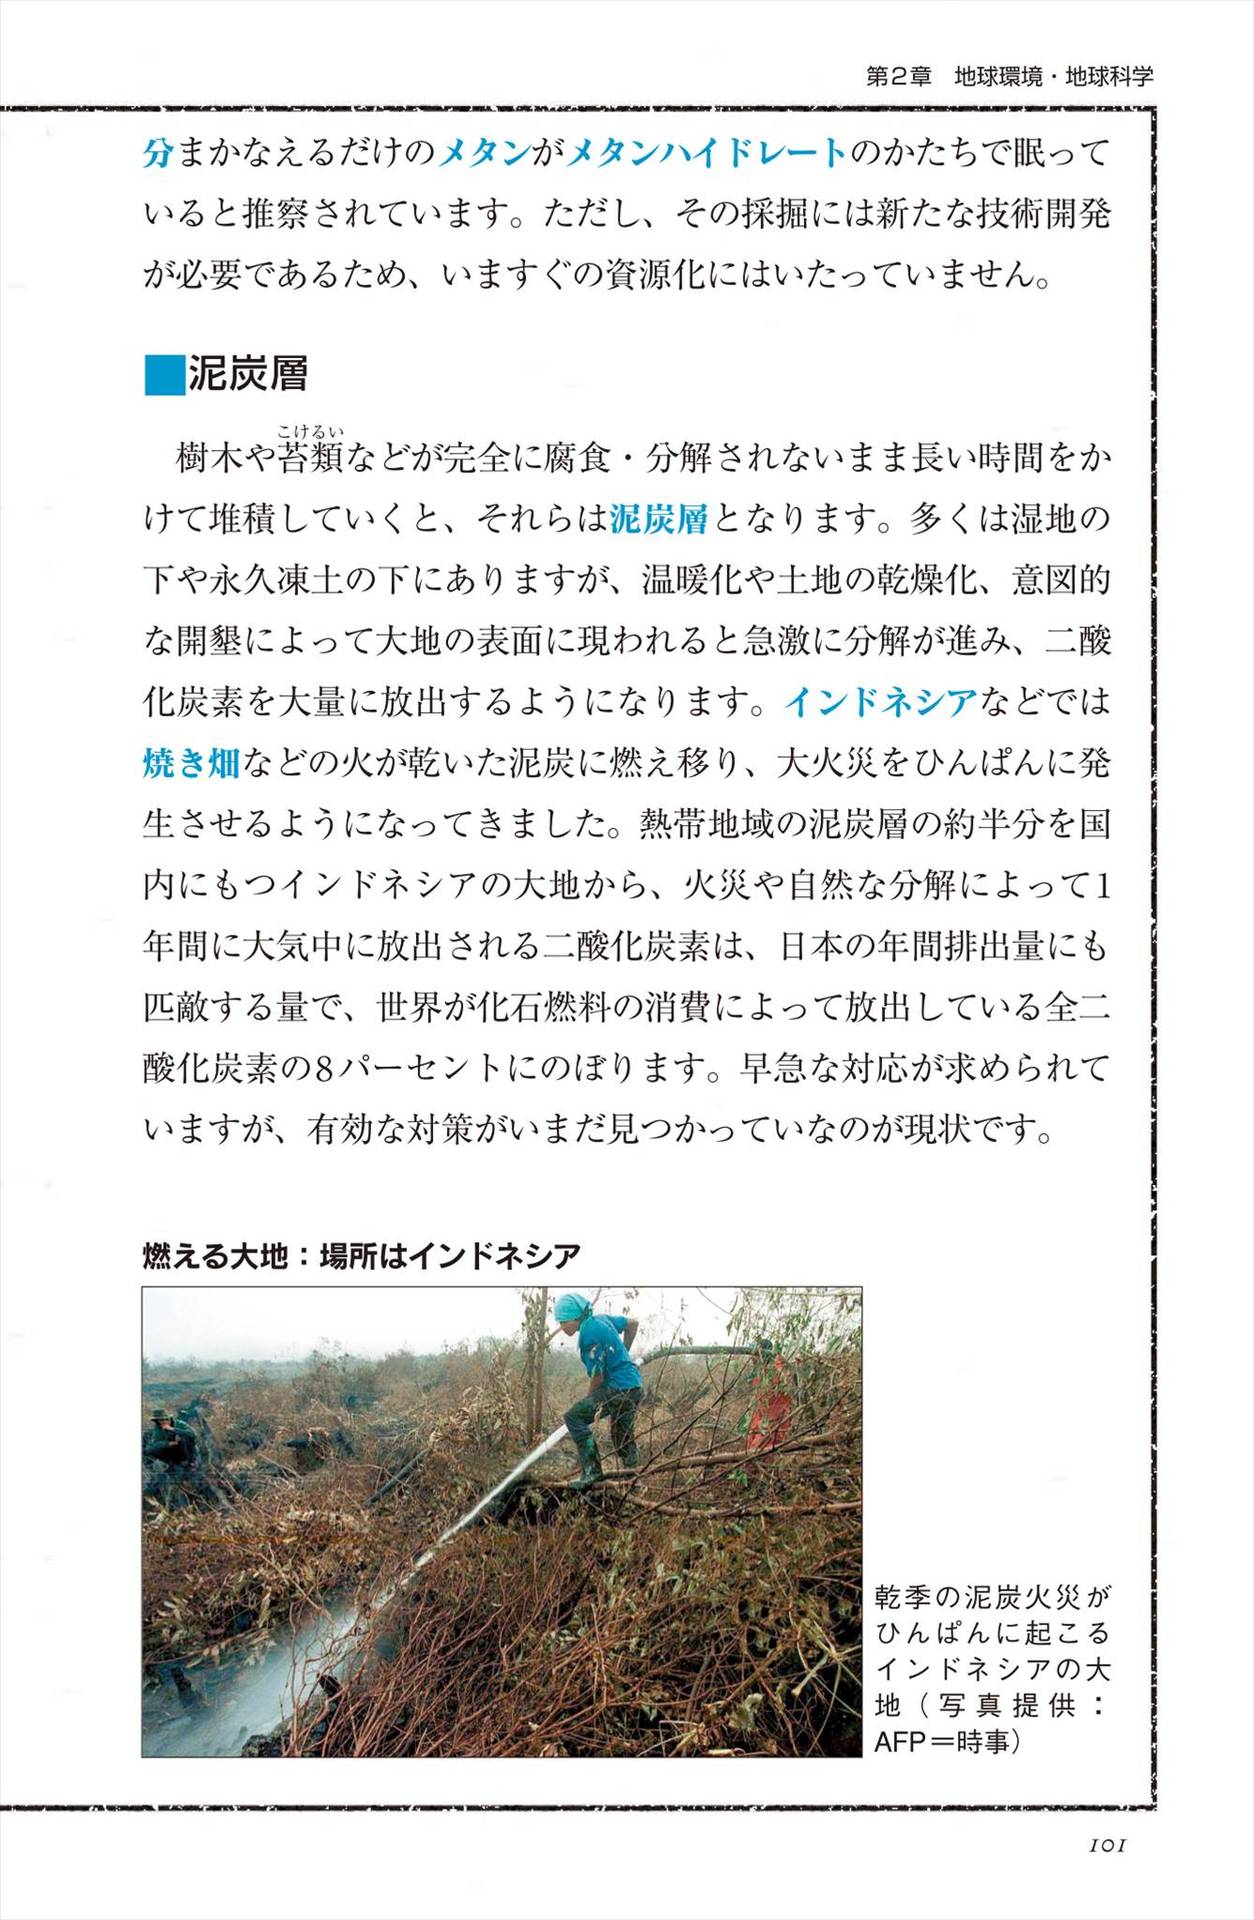 第2章　地球環境・地球科学
分まかなえるだけのメタンがメタンハイドレートのかたちで眠って
いると推察されています。ただし、その採掘には新たな技術開発
が必要であるため、いますぐの資源化にはいたっていません。
■泥炭層
こけるい
樹木や苔類などが完全に腐食・分解されないまま長い時間をか
けて堆積していくと、それらは泥炭層となります。多くは湿地の
下や永久凍土の下にありますが、温暖化や土地の乾燥化、意図的
な開墾によって大地の表面に現われると急激に分解が進み、二酸
化炭素を大量に放出するようになります。インドネシアなどでは
焼き畑などの火が乾いた泥炭に燃え移り、大火災をひんぱんに発
生させるようになってきました。熱帯地域の泥炭層の約半分を国
内にもつインドネシアの大地から、火災や自然な分解によって1
年間に大気中に放出される二酸化炭素は、日本の年間排出量にも
匹敵する量で、世界が化石燃料の消費によって放出している全二
酸化炭素の8パーセントにのぼります。早急な対応が求められて
いますが、有効な対策がいまだ見つかっていなのが現状です。
燃える大地：場所はインドネシア
乾季の泥炭火災が
ひんぱんに起こる
インドネシアの大
地（写真提供：
AFP＝時事）
101